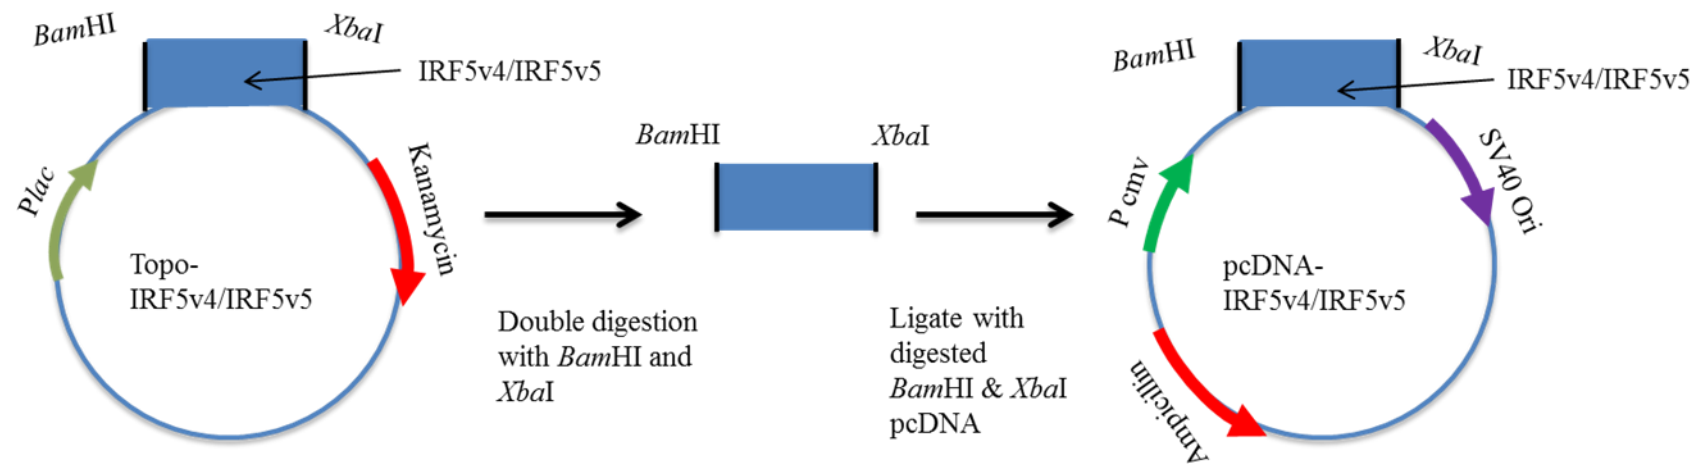 BamHI
XbaI
IRF5v4/IRF5v5
Plac
Kanamycin
Topo-
IRF5v4/IRF5v5
BamHI
XbaI
Double digestion
with BamHI and
XbaI
Ligate with
digested
BamHI & XbaI
pcDNA
BamHI
XbaI
IRF5v4/IRF5v5
P cmv
SV40 Ori
pcDNA-
IRF5v4/IRF5v5
Ampicillin